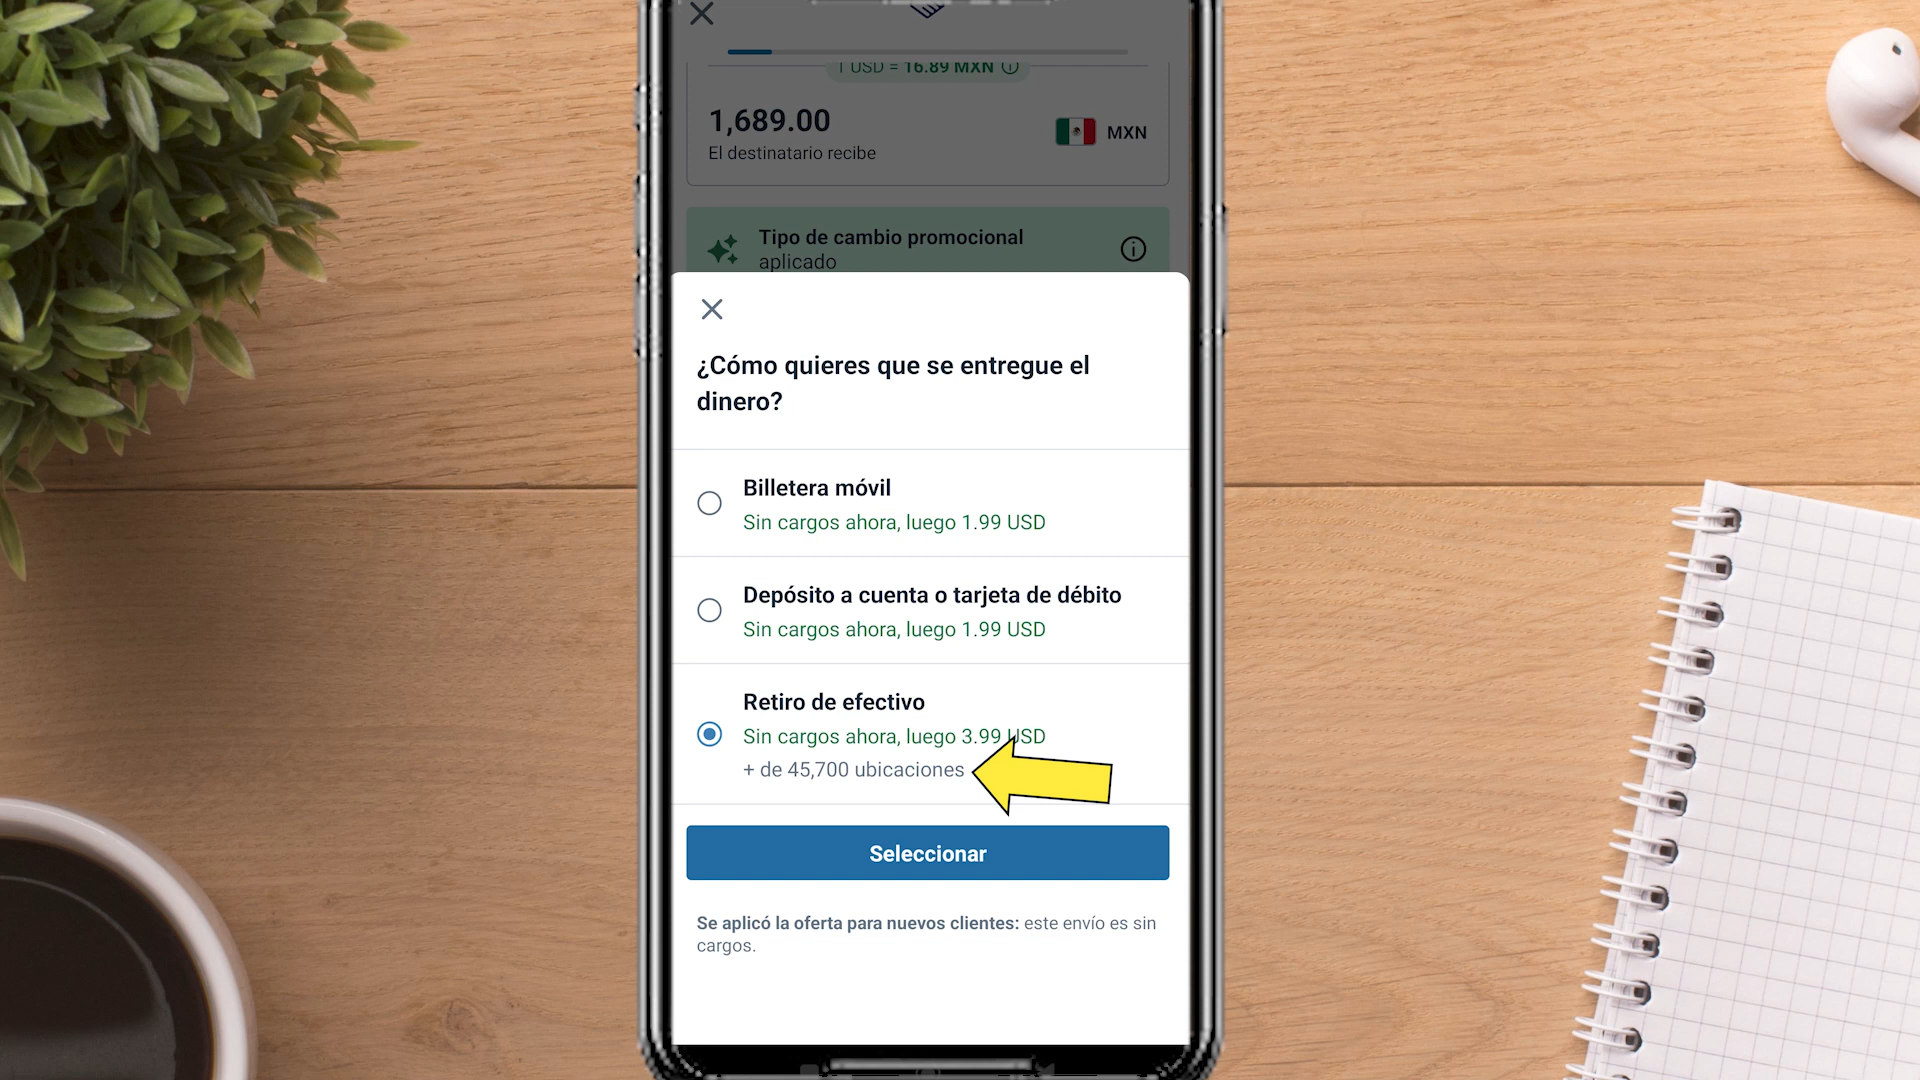 1 USD = 16.89 MXN
1,689.00
MXN
El destinatario recibe
Tipo de cambio promocional
aplicado
¿Cómo quieres que se entregue el
dinero?
Billetera móvil
Sin cargos ahora, luego 1.99 USD
Depósito a cuenta o tarjeta de débito
Sin cargos ahora, luego 1.99 USD
Retiro de efectivo
Sin cargos ahora, luego 3.99 USD
+ de 45,700 ubicaciones
Seleccionar
Se aplicó la oferta para nuevos clientes: este envío es sin
cargos.